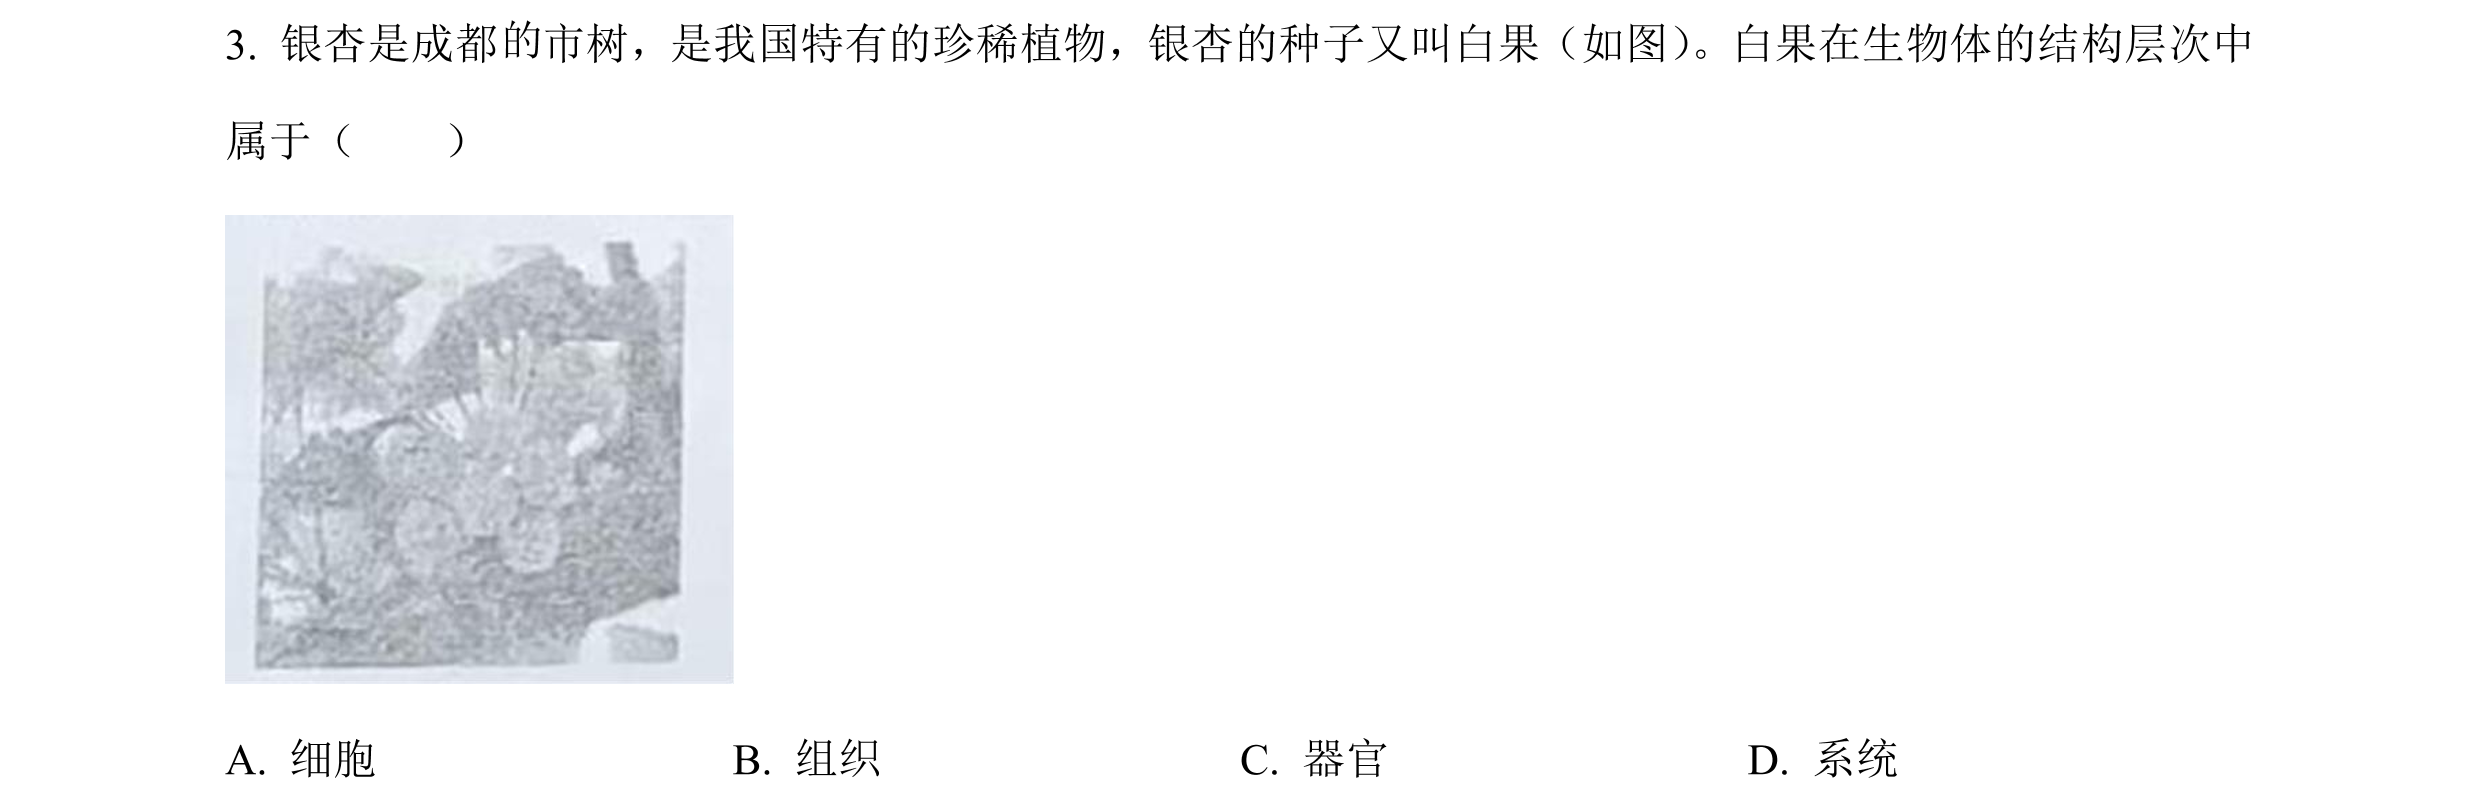 3. 银杏是成都的市树，是我国特有的珍稀植物，银杏的种子又叫白果（如图）。白果在生物体的结构层次中
属于（　　）
A. 细胞　B. 组织　C. 器官　D. 系统